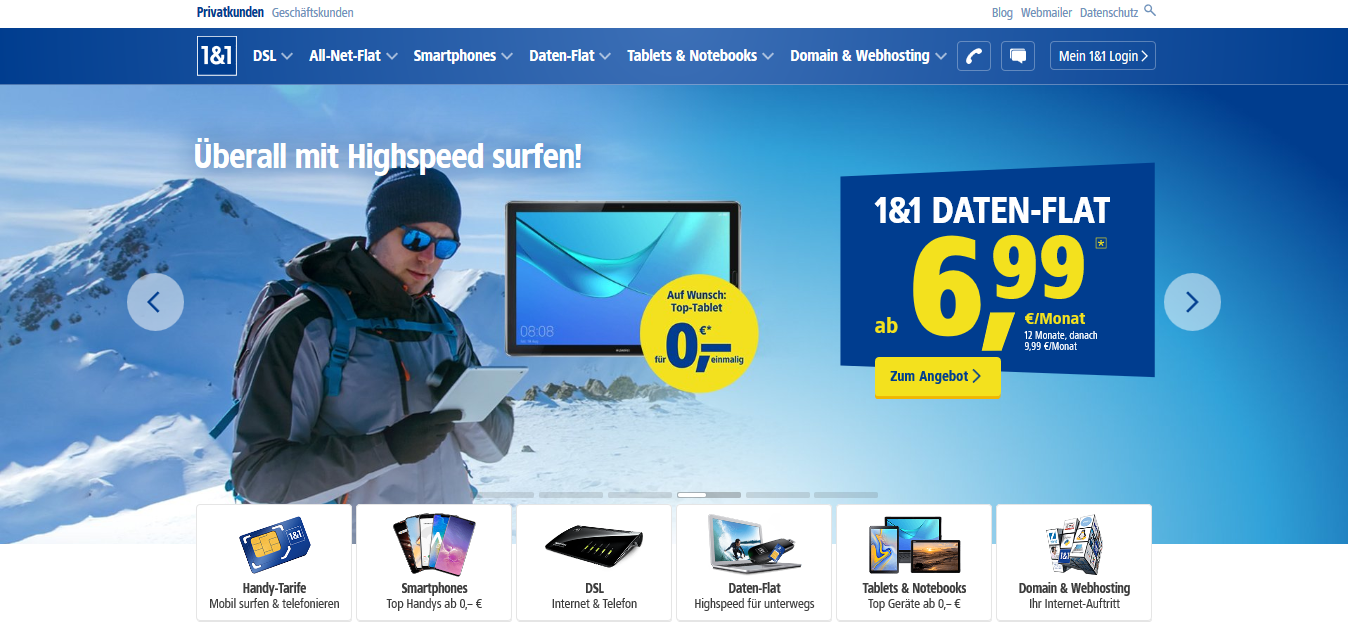 Privatkunden Geschäftskunden
Blog Webmailer Datenschutz
1&1 DSL All-Net-Flat Smartphones Daten-Flat Tablets & Notebooks Domain & Webhosting Mein 1&1 Login
Überall mit Highspeed surfen!
08:08
Auf Wunsch:
Top-Tablet
für 0,– €* einmalig
1&1 DATEN-FLAT
ab 6,99 *
€/Monat
12 Monate, danach
9,99 €/Monat
Zum Angebot
1&1
Handy-Tarife
Mobil surfen & telefonieren
Smartphones
Top Handys ab 0,– €
DSL
Internet & Telefon
Daten-Flat
Highspeed für unterwegs
Tablets & Notebooks
Top Geräte ab 0,– €
1&1
Domain & Webhosting
Ihr Internet-Auftritt